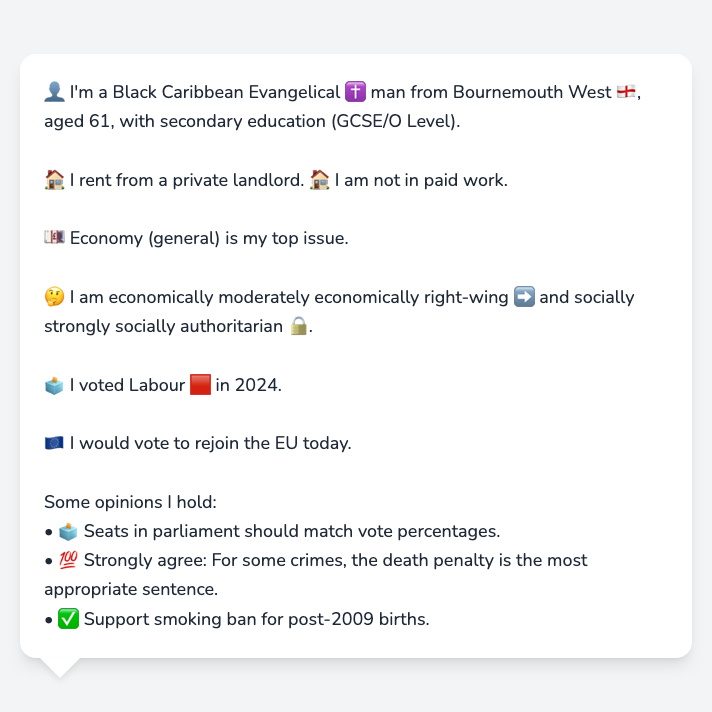 👤 I'm a Black Caribbean Evangelical ✝️ man from Bournemouth West 🏴󠁧󠁢󠁥󠁮󠁧󠁿,
aged 61, with secondary education (GCSE/O Level).
🏠 I rent from a private landlord. 🏠 I am not in paid work.
💷 Economy (general) is my top issue.
🤔 I am economically moderately economically right-wing ➡️ and socially
strongly socially authoritarian 🔒.
🗳️ I voted Labour 🟥 in 2024.
🇪🇺 I would vote to rejoin the EU today.
Some opinions I hold:
• 🗳️ Seats in parliament should match vote percentages.
• 💯 Strongly agree: For some crimes, the death penalty is the most
appropriate sentence.
• ✅ Support smoking ban for post-2009 births.